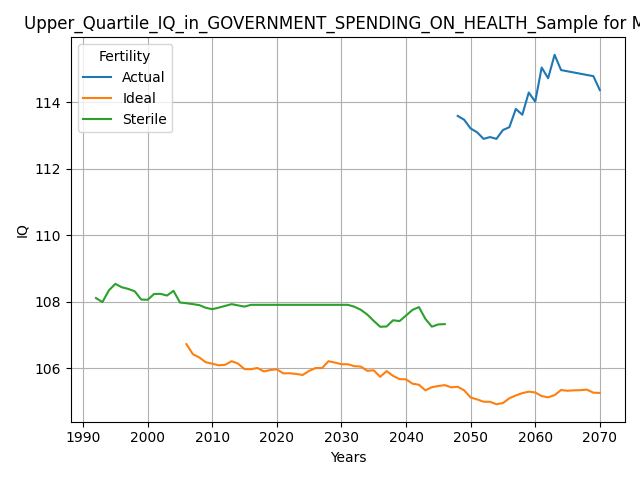 Upper_Quartile_IQ_in_GOVERNMENT_SPENDING_ON_HEALTH_Sample for M
Fertility
Actual
Ideal
Sterile
114
112
110
108
106
IQ
1990 2000 2010 2020 2030 2040 2050 2060 2070
Years